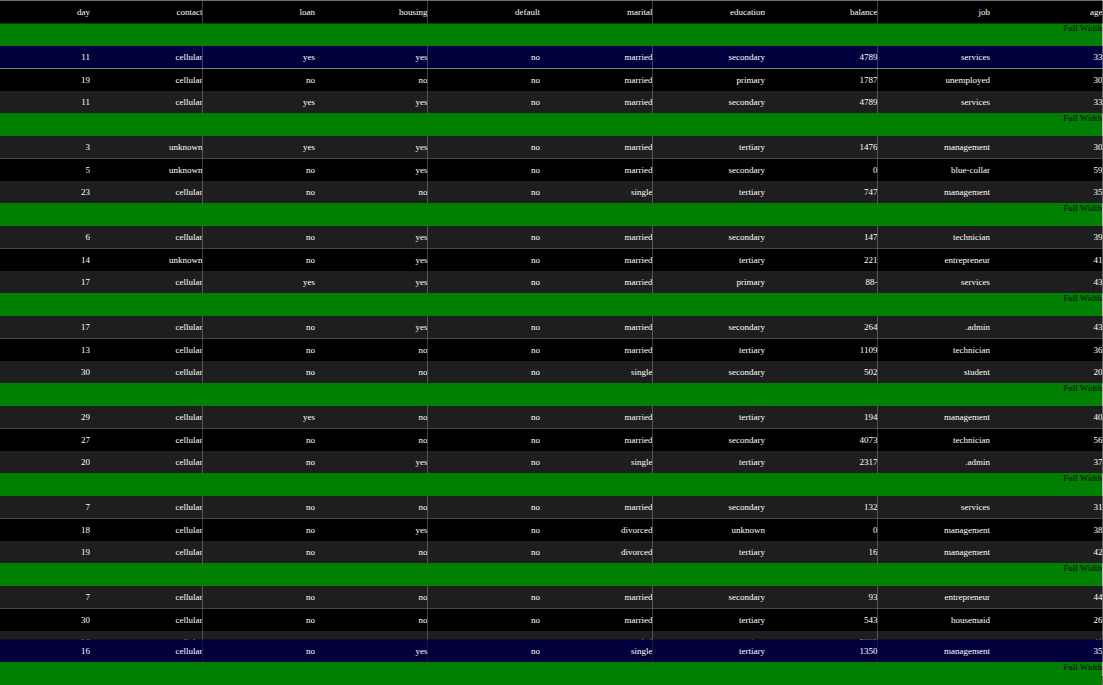 day contact loan housing default marital education balance job age
Full Width
11 cellular yes yes no married secondary 4789 services 33
19 cellular no no no married primary 1787 unemployed 30
11 cellular yes yes no married secondary 4789 services 33
Full Width
3 unknown yes yes no married tertiary 1476 management 30
5 unknown no yes no married secondary 0 blue-collar 59
23 cellular no no no single tertiary 747 management 35
Full Width
6 cellular no yes no married secondary 147 technician 39
14 unknown no yes no married tertiary 221 entrepreneur 41
17 cellular yes yes no married primary 88- services 43
Full Width
17 cellular no yes no married secondary 264 .admin 43
13 cellular no no no married tertiary 1109 technician 36
30 cellular no no no single secondary 502 student 20
Full Width
29 cellular yes no no married tertiary 194 management 40
27 cellular no no no married secondary 4073 technician 56
20 cellular no yes no single tertiary 2317 .admin 37
Full Width
7 cellular no no no married secondary 132 services 31
18 cellular no yes no divorced unknown 0 management 38
19 cellular no no no divorced tertiary 16 management 42
Full Width
7 cellular no no no married secondary 93 entrepreneur 44
30 cellular no no no married tertiary 543 housemaid 26
16 cellular no yes no single tertiary 1350 management 35
Full Width